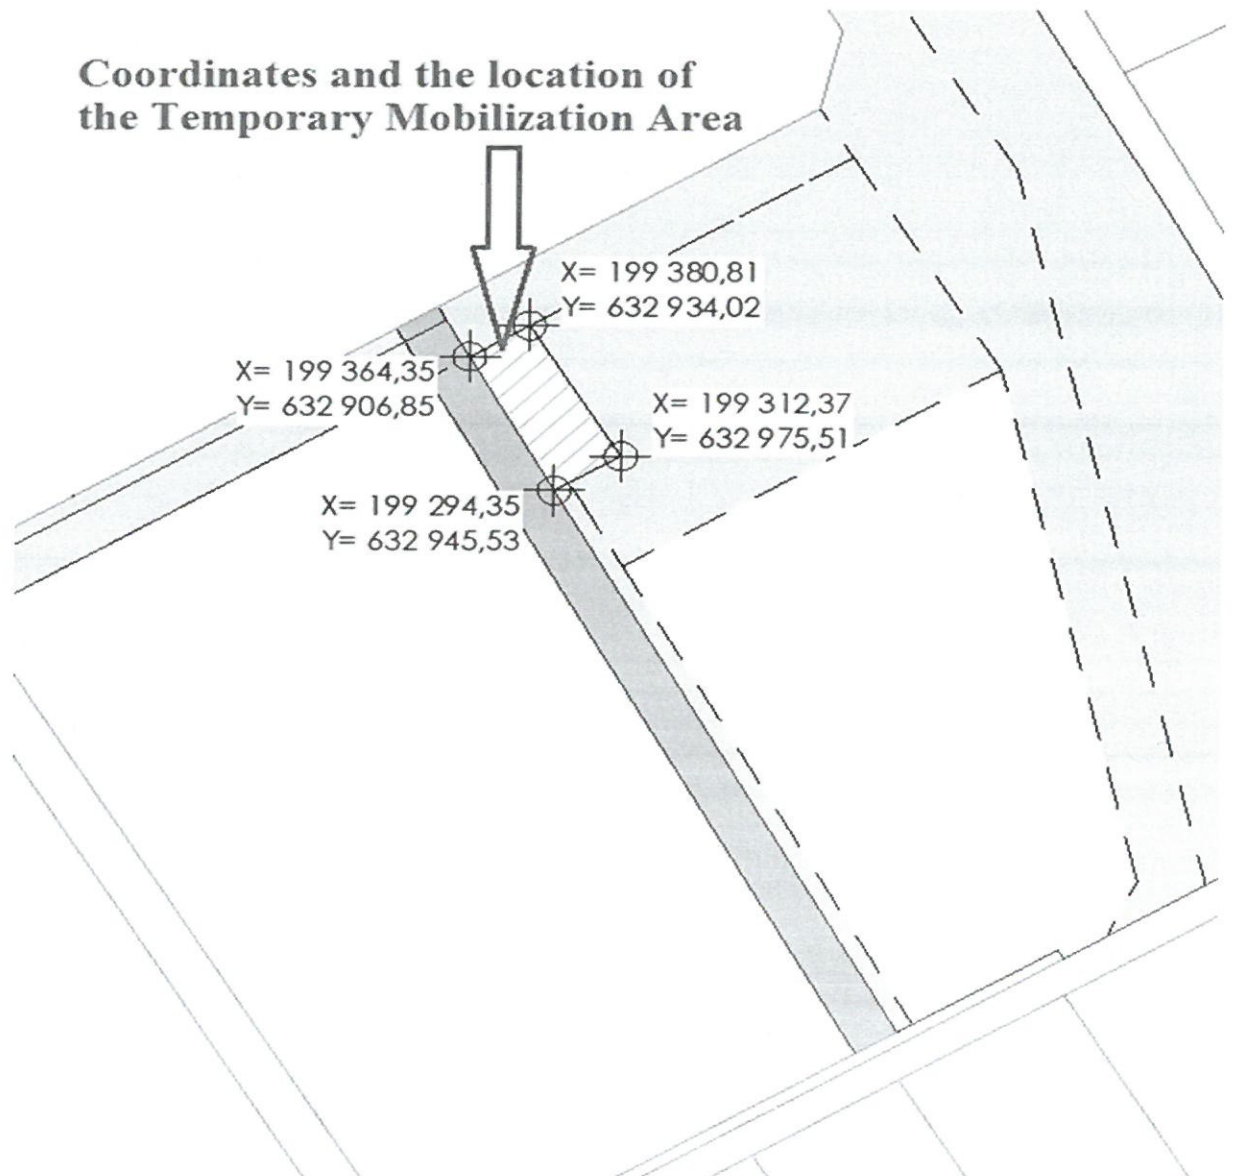 Coordinates and the location of
the Temporary Mobilization Area
X= 199 380,81
Y= 632 934,02
X= 199 364,35
Y= 632 906,85
X= 199 312,37
Y= 632 975,51
X= 199 294,35
Y= 632 945,53